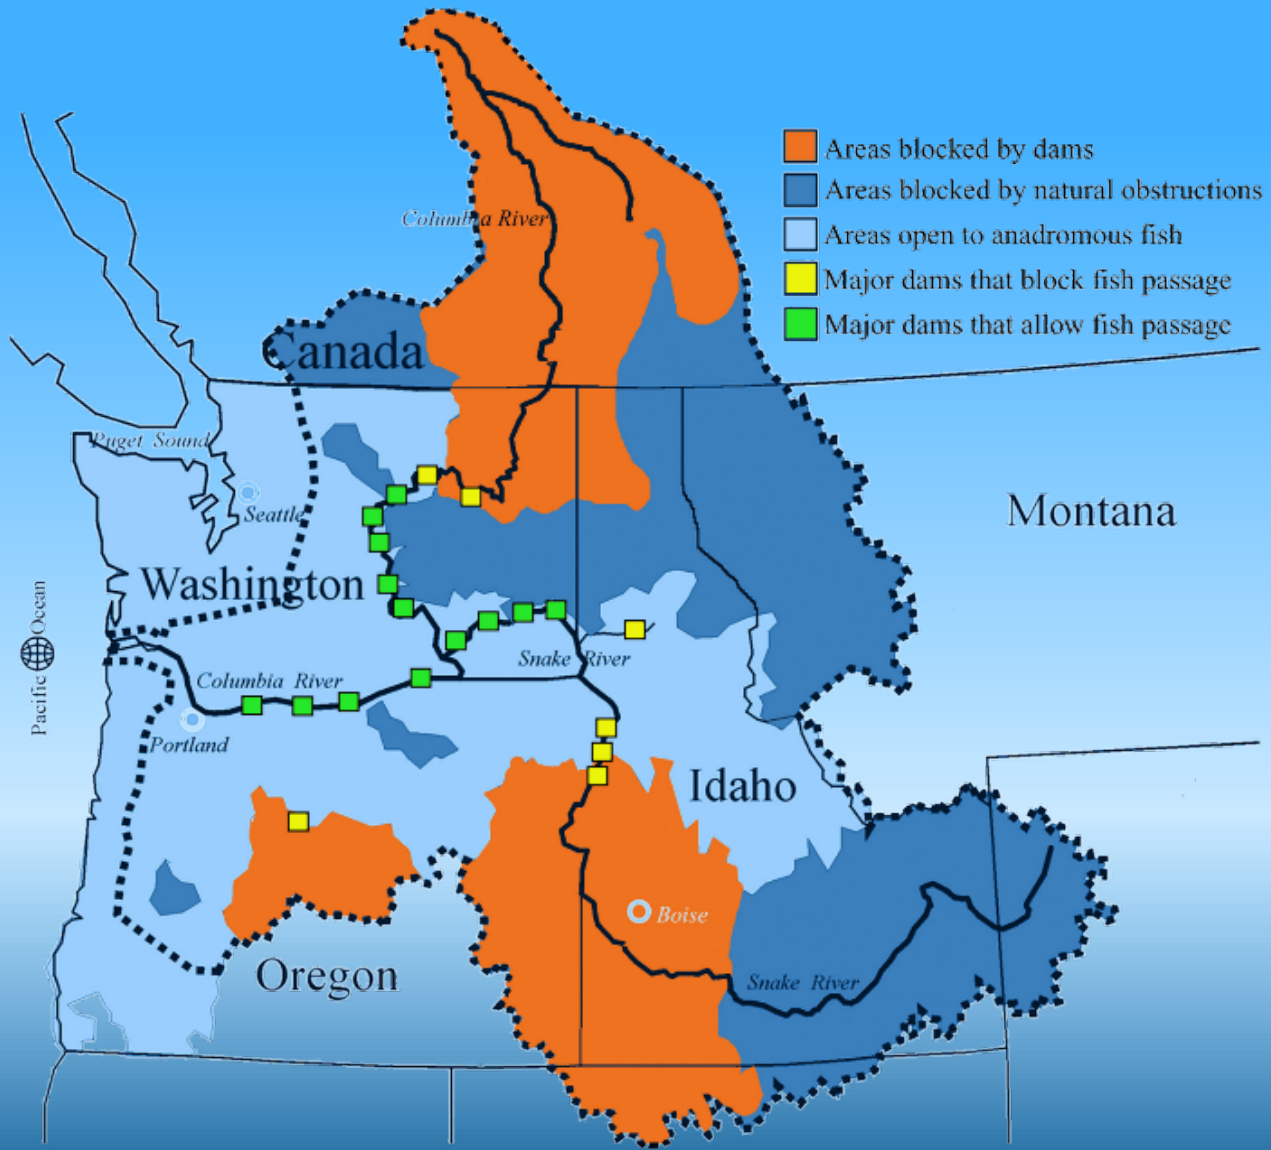 Areas blocked by dams
Areas blocked by natural obstructions
Columbia River
Areas open to anadromous fish
Major dams that block fish passage
Major dams that allow fish passage
Canada
Puget Sound
Seattle
Montana
Washington
Pacific Ocean
Snake River
Columbia River
Portland
Idaho
Boise
Oregon
Snake River